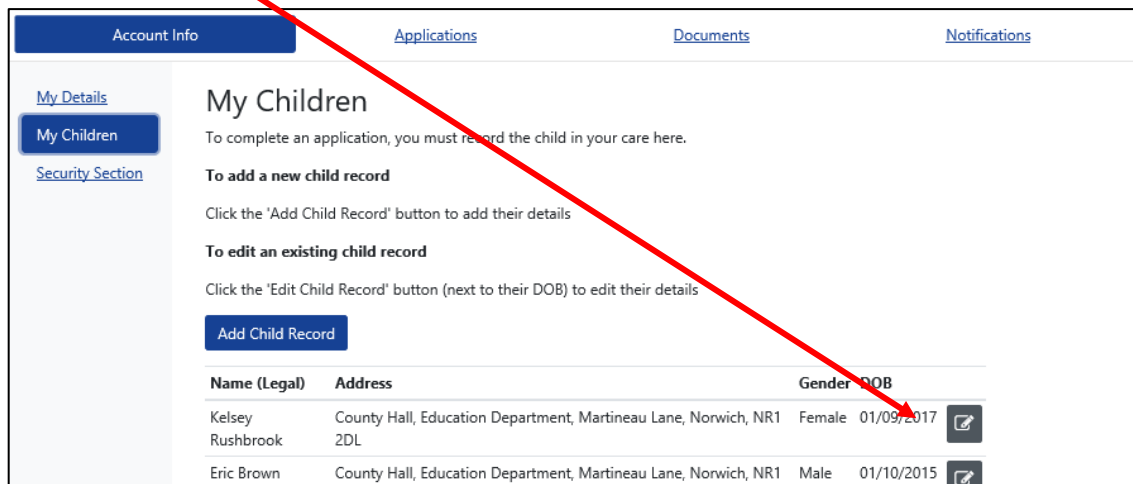 Account Info Applications Documents Notifications
My Details
My Children
Security Section
My Children
To complete an application, you must record the child in your care here.
To add a new child record
Click the 'Add Child Record' button to add their details
To edit an existing child record
Click the 'Edit Child Record' button (next to their DOB) to edit their details
Add Child Record
Name (Legal) Address Gender DOB
Kelsey Rushbrook County Hall, Education Department, Martineau Lane, Norwich, NR1 2DL Female 01/09/2017
Eric Brown County Hall, Education Department, Martineau Lane, Norwich, NR1 Male 01/10/2015